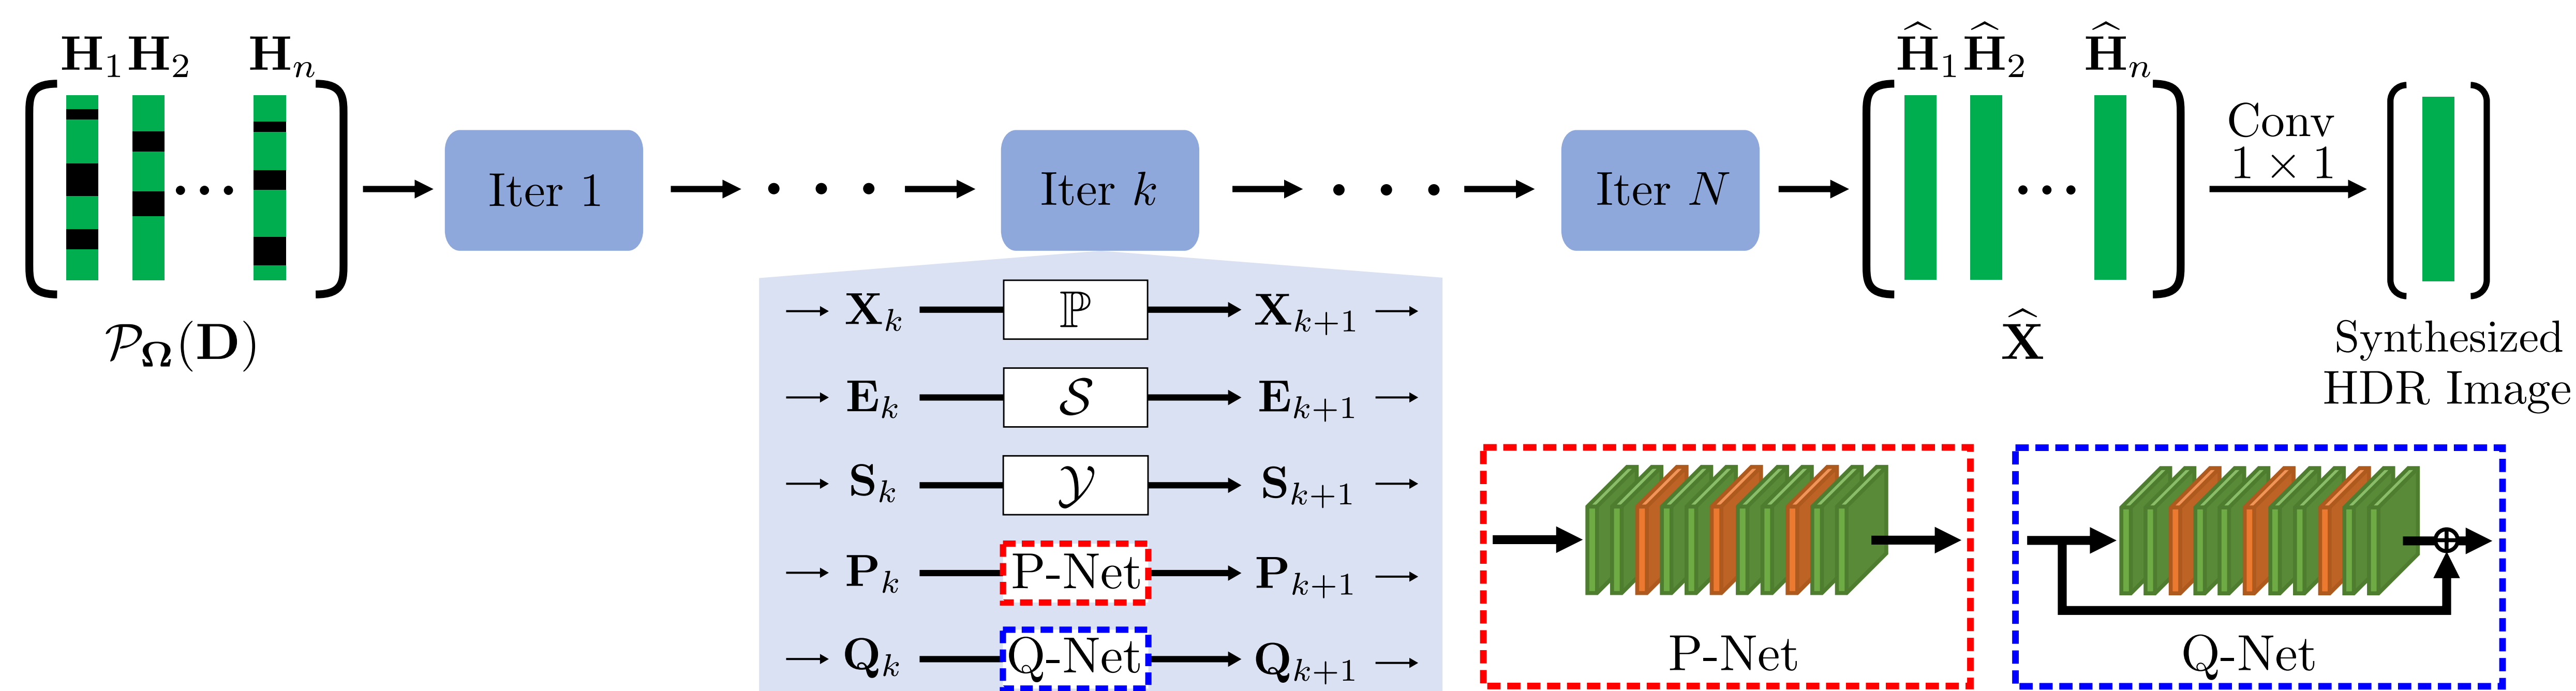 𝐇₁ 𝐇₂ ⋯ 𝐇ₙ
𝒫_𝛀(𝐃)
Iter 1
· · ·
Iter k
· · ·
Iter N
𝐇̂₁ 𝐇̂₂ ⋯ 𝐇̂ₙ
𝐗̂
Conv
1 × 1
Synthesized
HDR Image
𝐗ₖ ℙ 𝐗ₖ₊₁
𝐄ₖ 𝒮 𝐄ₖ₊₁
𝐒ₖ 𝒴 𝐒ₖ₊₁
𝐏ₖ P-Net 𝐏ₖ₊₁
𝐐ₖ Q-Net 𝐐ₖ₊₁
P-Net
Q-Net